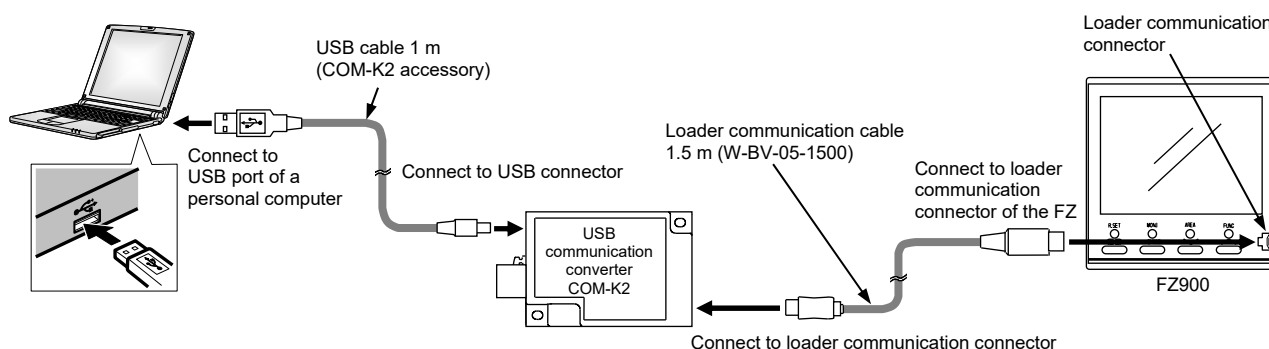 Loader communication
connector
USB cable 1 m
(COM-K2 accessory)
Loader communication cable
1.5 m (W-BV-05-1500)
Connect to
USB port of a
personal computer
Connect to USB connector
Connect to loader
communication
connector of the FZ
USB
communication
converter
COM-K2
R.SET
MONI
AREA
FUNC
FZ900
Connect to loader communication connector